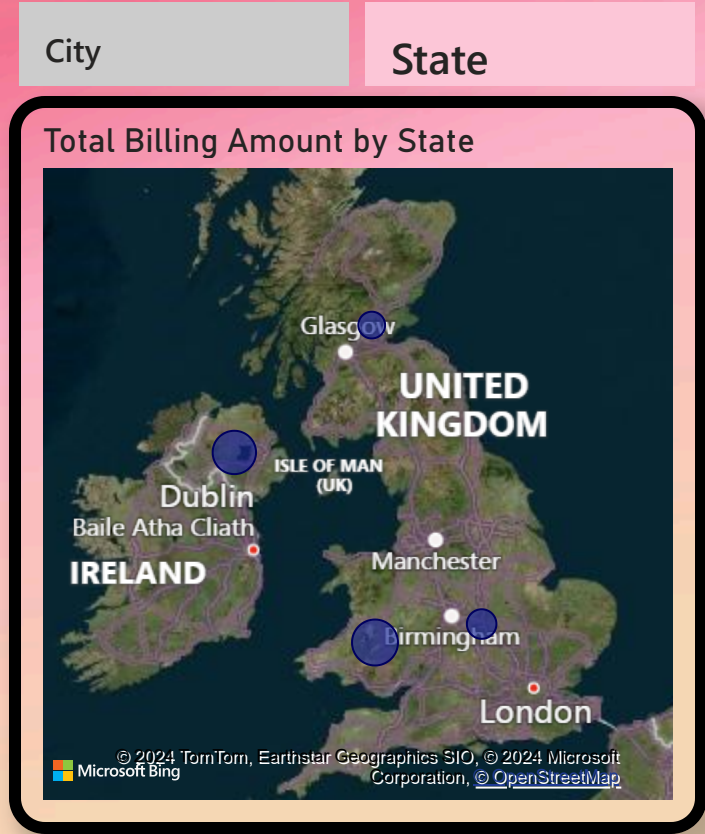 City
State
Total Billing Amount by State
Glasgow
UNITED
KINGDOM
ISLE OF MAN
(UK)
Dublin
Baile Atha Cliath
IRELAND
Manchester
Birmingham
London
© 2024 TomTom, Earthstar Geographics SIO, © 2024 Microsoft
Corporation, © OpenStreetMap
Microsoft Bing